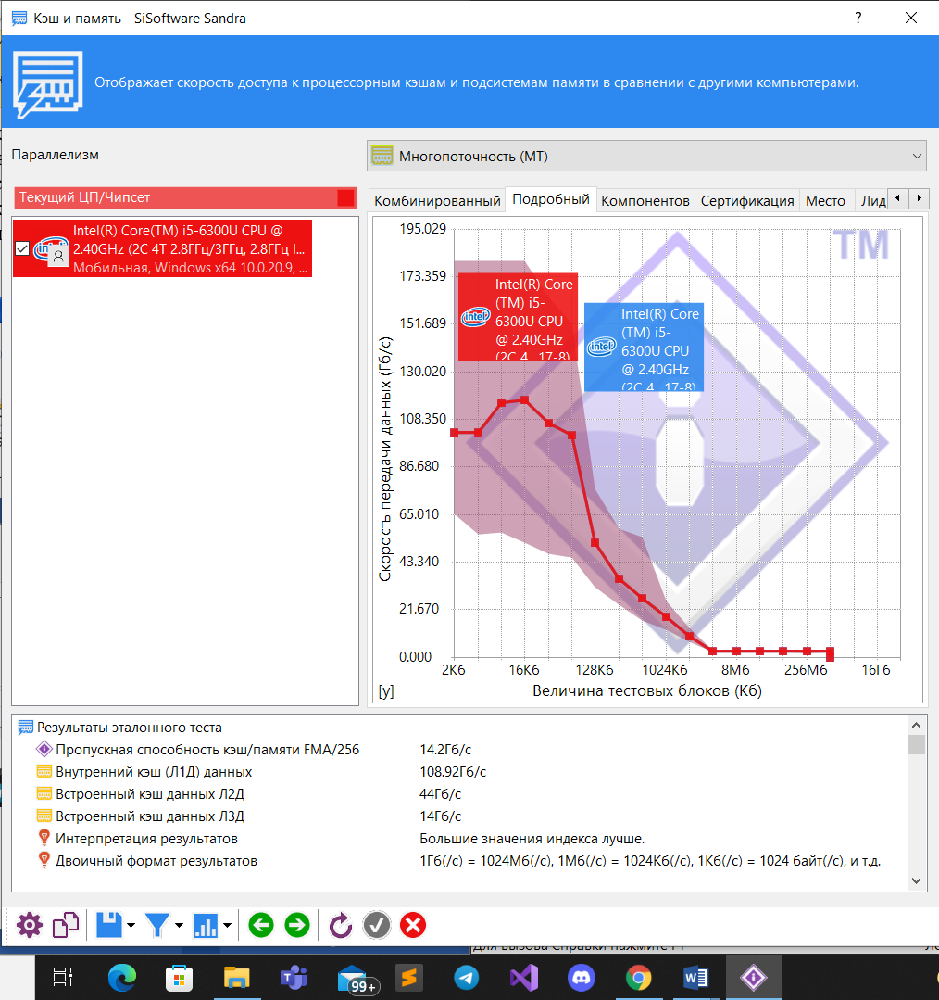 Кэш и память - SiSoftware Sandra
?
Отображает скорость доступа к процессорным кэшам и подсистемам памяти в сравнении с другими компьютерами.
Параллелизм
Многопоточность (МТ)
Текущий ЦП/Чипсет
Intel(R) Core(TM) i5-6300U CPU @
2.40GHz (2C 4T 2.8ГГц/3ГГц, 2.8ГГц I...
Мобильная, Windows x64 10.0.20.9, ...
Комбинированный Подробный Компонентов Сертификация Место Лид
TM
195.029
173.359
151.689
130.020
108.350
86.680
65.010
43.340
21.670
0.000
Скорость передачи данных (Гб/с)
Intel(R) Core
(TM) i5-
6300U CPU
@ 2.40GHz
(2C 4 17-8)
Intel(R) Core
(TM) i5-
6300U CPU
@ 2.40GHz
(2C 4 17-8)
2Кб 16Кб 128Кб 1024Кб 8Мб 256Мб 16Гб
[y] Величина тестовых блоков (Кб)
Результаты эталонного теста
Пропускная способность кэш/памяти FMA/256 14.2Гб/с
Внутренний кэш (Л1Д) данных 108.92Гб/с
Встроенный кэш данных Л2Д 44Гб/с
Встроенный кэш данных Л3Д 14Гб/с
Интерпретация результатов Большие значения индекса лучше.
Двоичный формат результатов 1Гб(/с) = 1024Мб(/с), 1Мб(/с) = 1024Кб(/с), 1Кб(/с) = 1024 байт(/с), и т.д.
99+